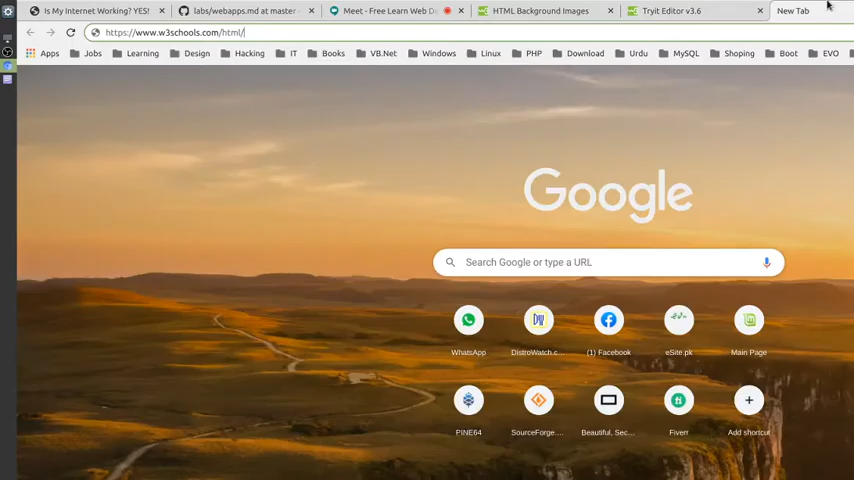 Is My Internet Working? YES!
labs/webapps.md at master
Meet - Free Learn Web D
HTML Background Images
Tryit Editor v3.6
New Tab
https://www.w3schools.com/html/
Apps Jobs Learning Design Hacking IT Books VB.Net Windows Linux PHP Download Urdu MySQL Shoping Boot EVO
Google
Search Google or type a URL
WhatsApp DistroWatch.c... (1) Facebook eSite.pk Main Page
PINE64 SourceForge.... Beautiful, Sec... Fiverr Add shortcut